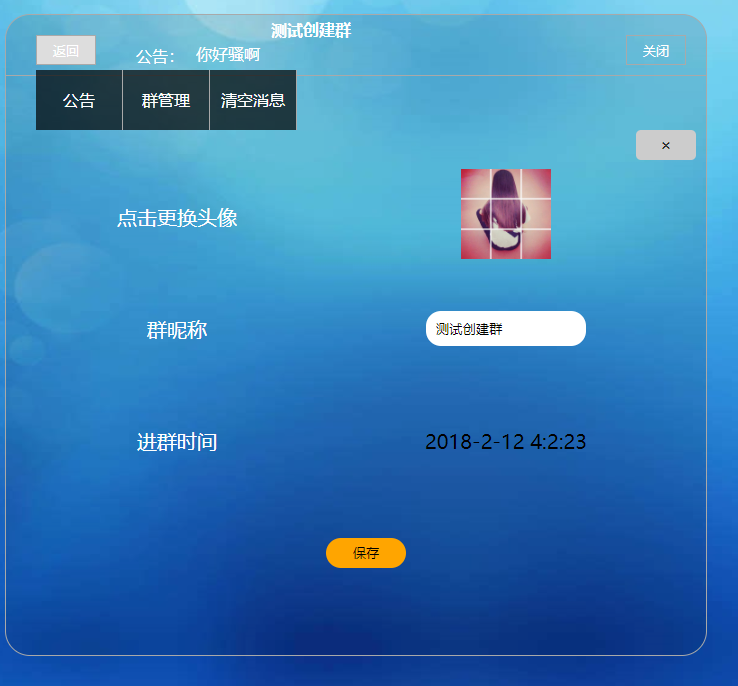 测试创建群
返回
公告： 你好骚啊
关闭
公告 群管理 清空消息
×
点击更换头像
群昵称 测试创建群
进群时间 2018-2-12 4:2:23
保存